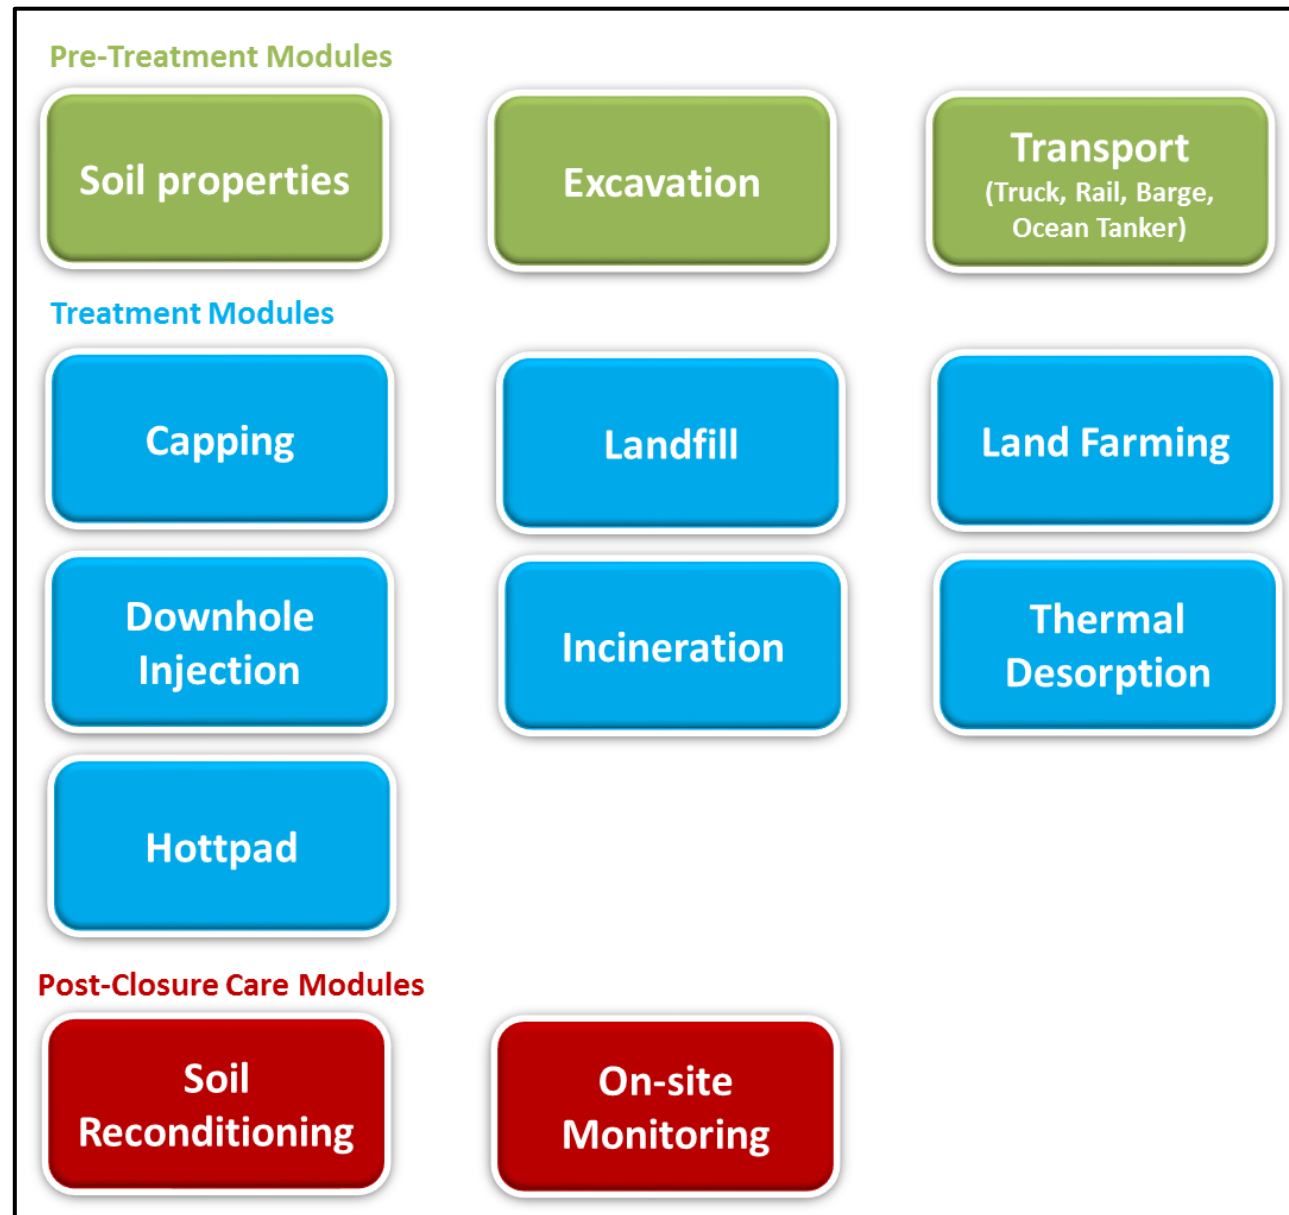 Pre-Treatment Modules
Soil properties
Excavation
Transport
(Truck, Rail, Barge,
Ocean Tanker)
Treatment Modules
Capping
Landfill
Land Farming
Downhole
Injection
Incineration
Thermal
Desorption
Hottpad
Post-Closure Care Modules
Soil
Reconditioning
On-site
Monitoring